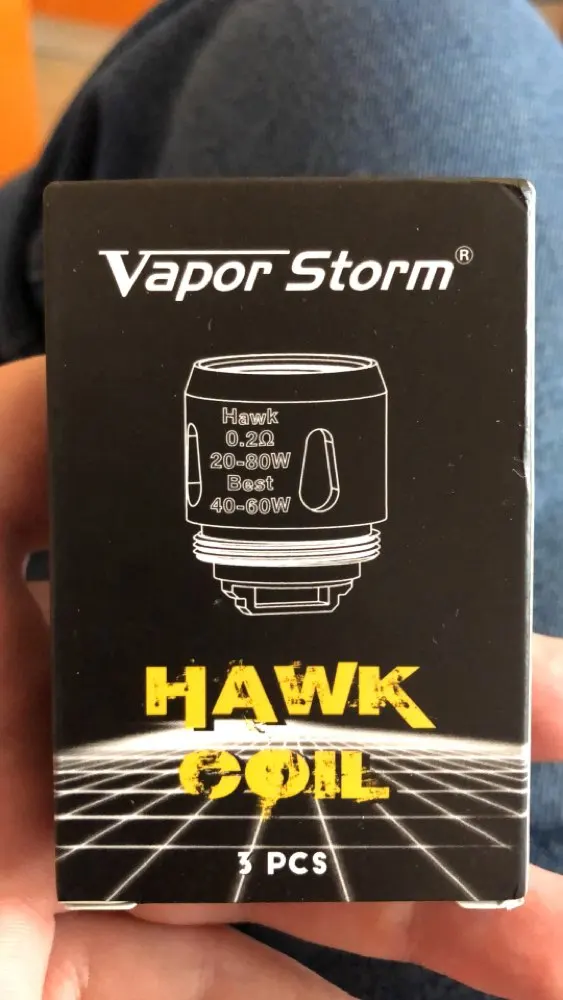 Vapor Storm®
Hawk
0.2Ω
20-80W
Best
40-60W
HAWK
COIL
3 PCS